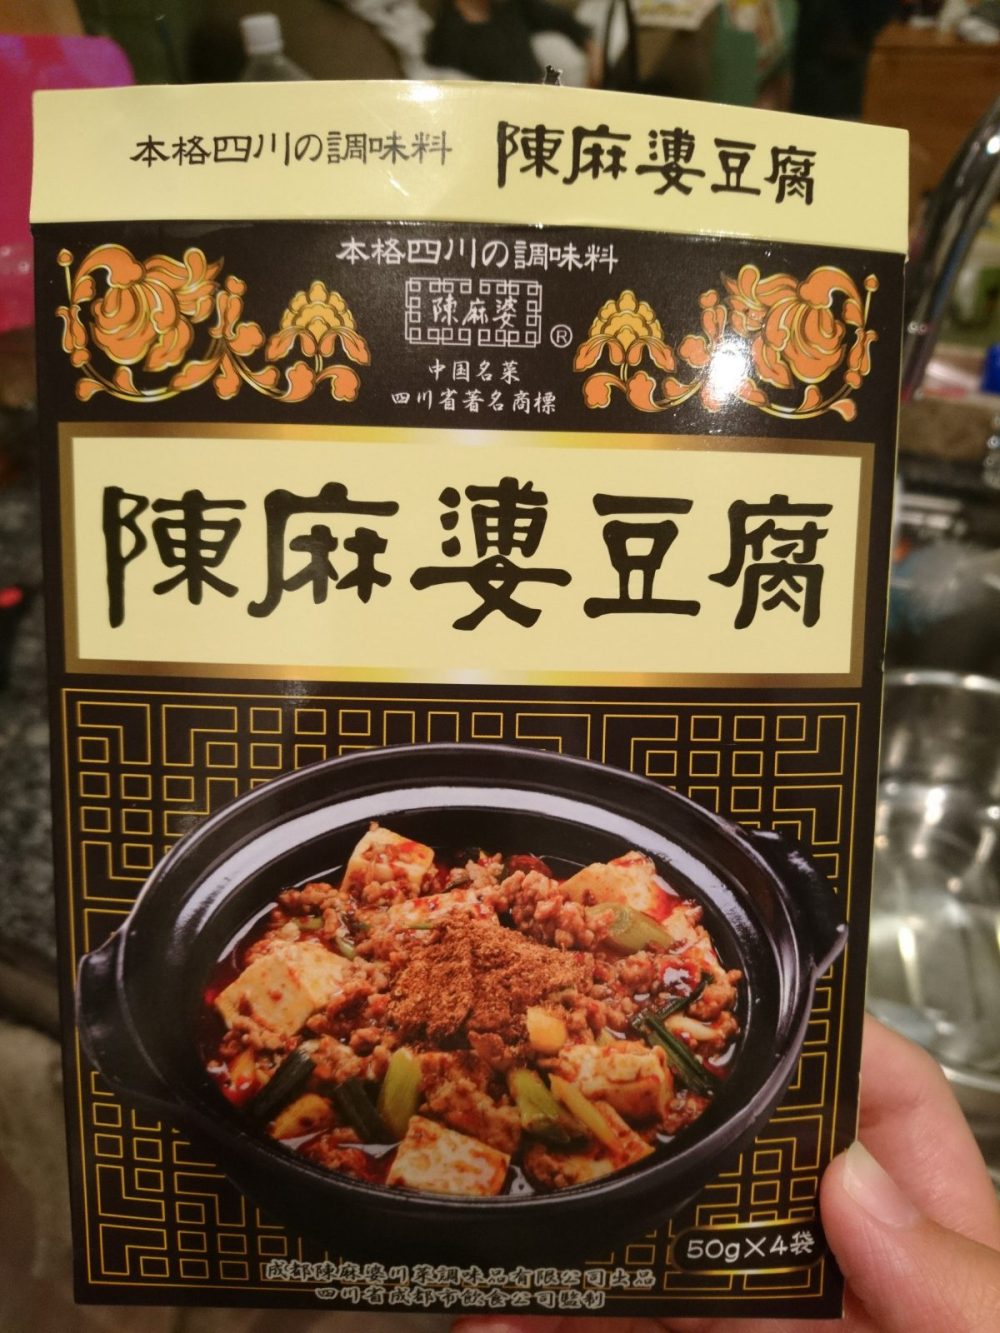 本格四川の調味料 陳麻婆豆腐
本格四川の調味料
陳麻婆
®
中国名菜
四川省著名商標
陳麻婆豆腐
50g×4袋
成都陳麻婆川菜調味品有限公司出品
四川省成都市飲食公司監制